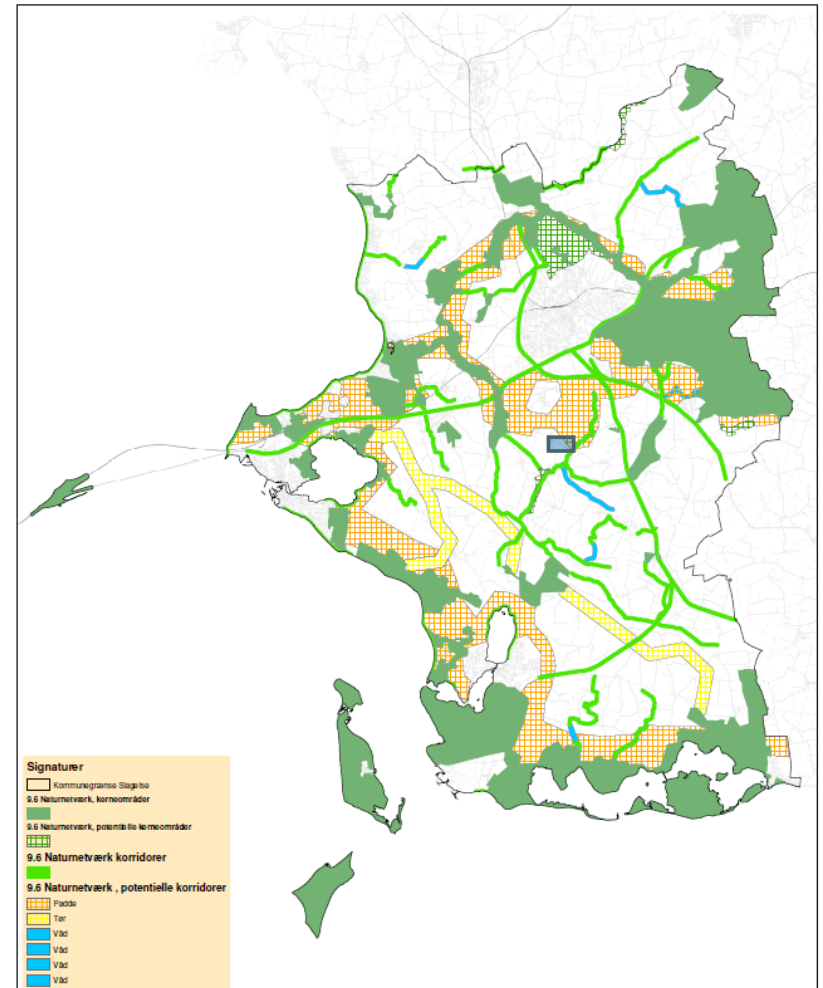 Signaturer
Kommunegrænse Slagelse
9.6 Naturnetværk, kerneområder
9.6 Naturnetværk, potentielle kerneområder
9.6 Naturnetværk korridorer
9.6 Naturnetværk , potentielle korridorer
Padde
Tør
Våd
Våd
Våd
Våd